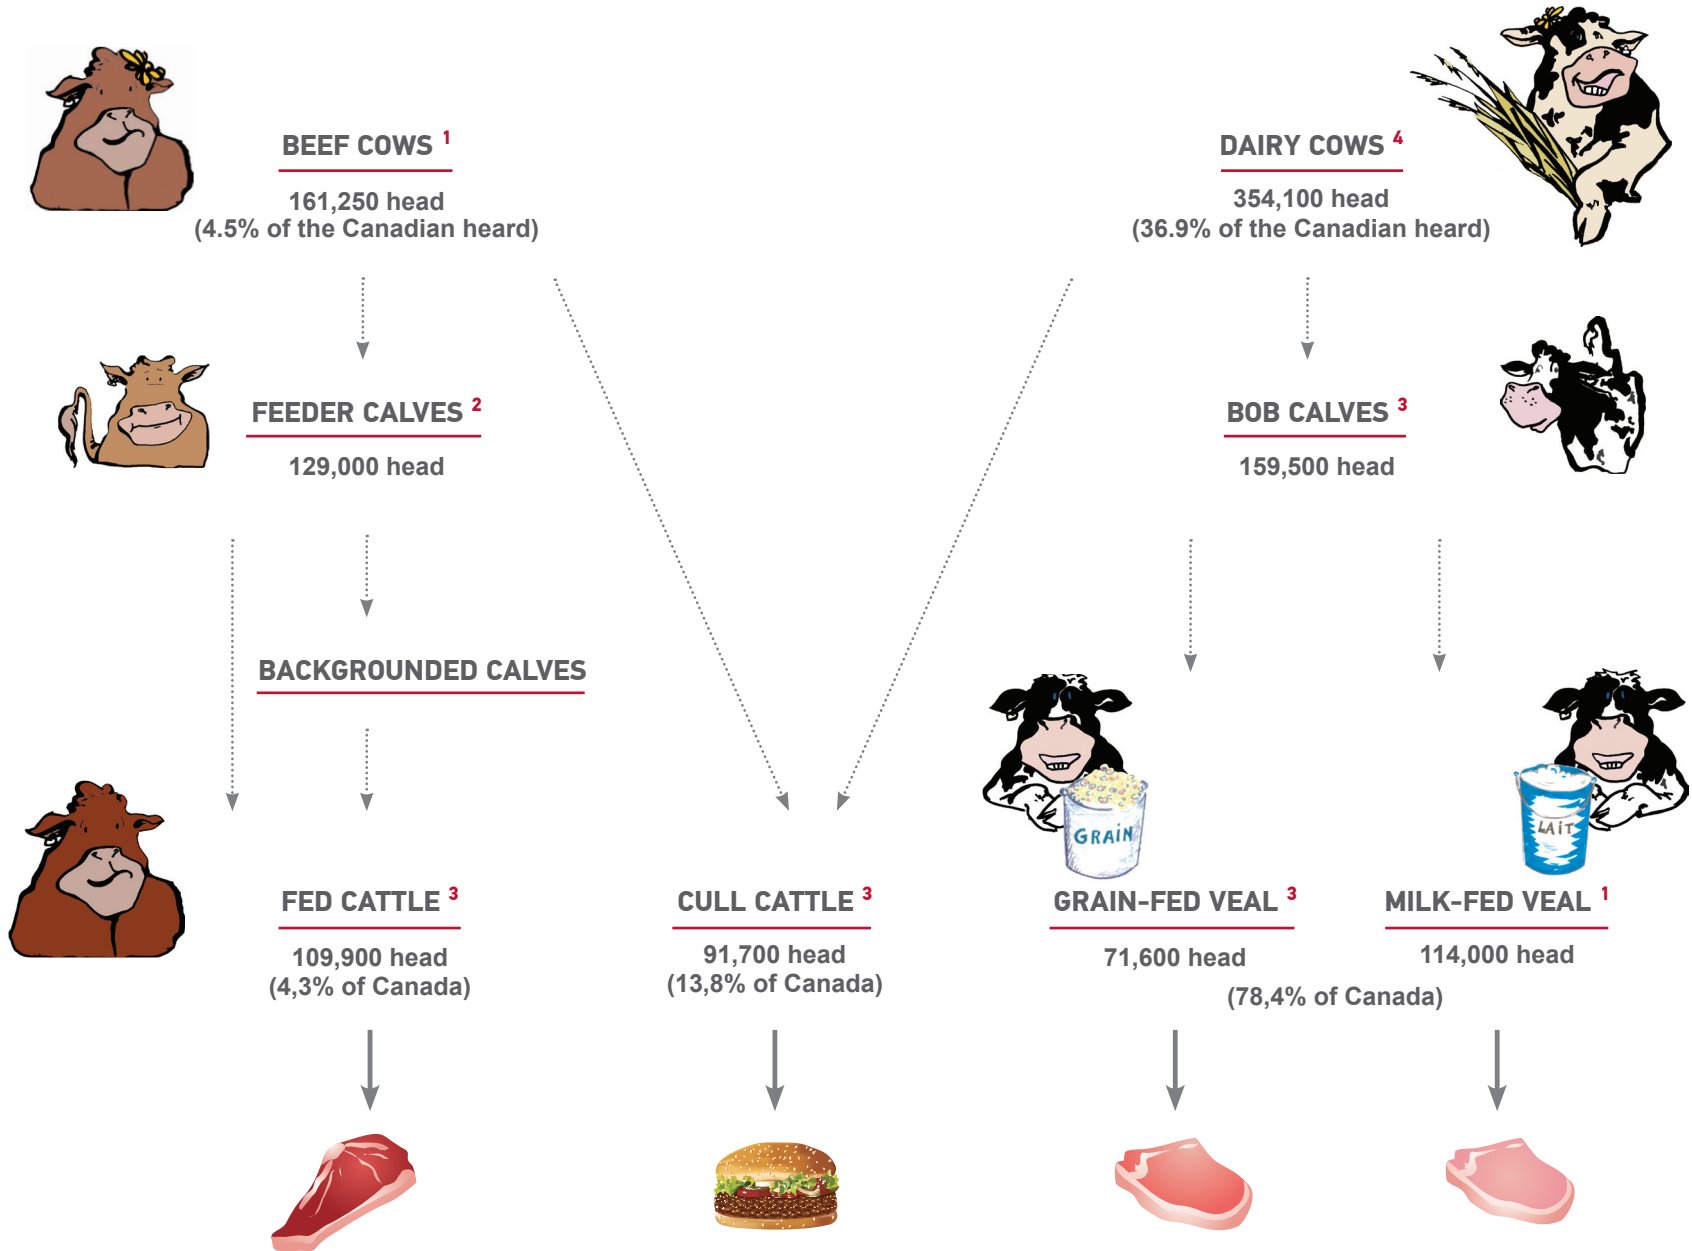 BEEF COWS 1
161,250 head
(4.5% of the Canadian heard)
DAIRY COWS 4
354,100 head
(36.9% of the Canadian heard)
FEEDER CALVES 2
129,000 head
BOB CALVES 3
159,500 head
BACKGROUNDED CALVES
GRAIN
LAIT
FED CATTLE 3
109,900 head
(4,3% of Canada)
CULL CATTLE 3
91,700 head
(13,8% of Canada)
GRAIN-FED VEAL 3
71,600 head
MILK-FED VEAL 1
114,000 head
(78,4% of Canada)